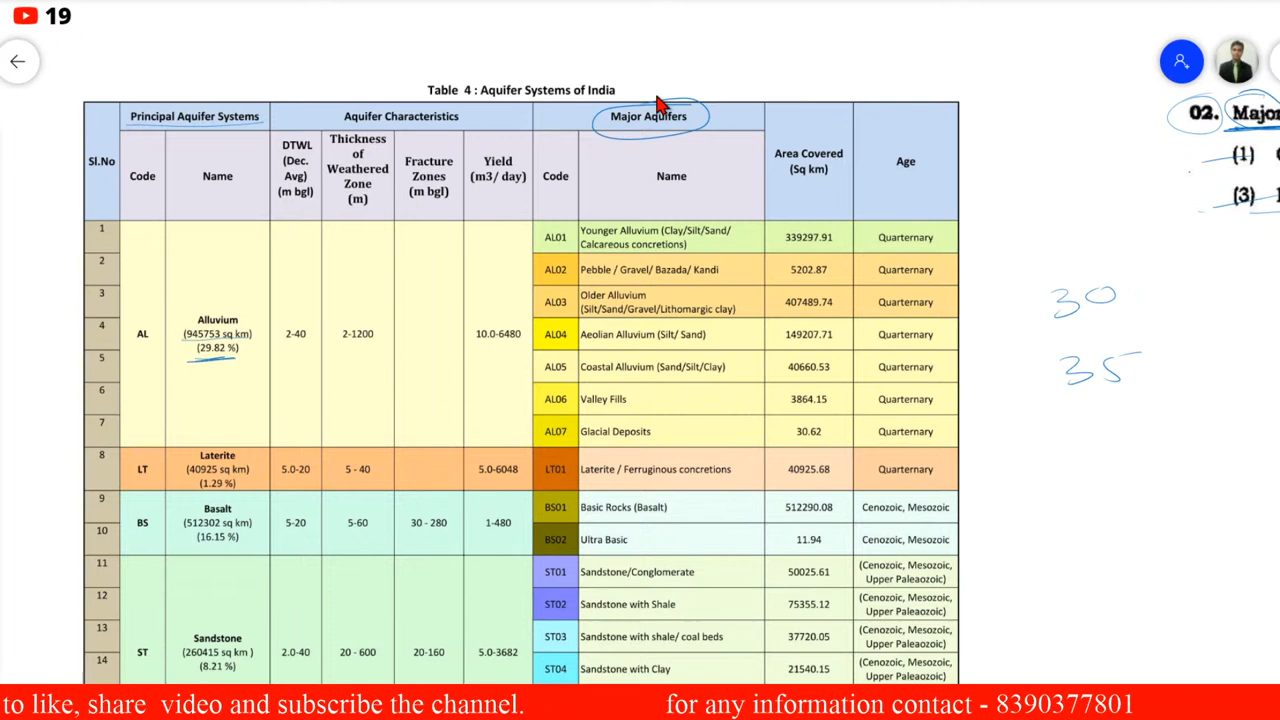 19
Table 4 : Aquifer Systems of India
Sl.No
Principal Aquifer Systems
Aquifer Characteristics
Major Aquifers
Area Covered
(Sq km)
Age
Code
Name
DTWL
(Dec.
Avg)
(m bgl)
Thickness
of
Weathered
Zone
(m)
Fracture
Zones
(m bgl)
Yield
(m3/ day)
Code
Name
1
AL
Alluvium
(945753 sq km)
(29.82 %)
2-40
2-1200
10.0-6480
AL01
Younger Alluvium (Clay/Silt/Sand/
Calcareous concretions)
339297.91
Quarternary
2
AL02
Pebble / Gravel/ Bazada/ Kandi
5202.87
Quarternary
3
AL03
Older Alluvium
(Silt/Sand/Gravel/Lithomargic clay)
407489.74
Quarternary
4
AL04
Aeolian Alluvium (Silt/ Sand)
149207.71
Quarternary
5
AL05
Coastal Alluvium (Sand/Silt/Clay)
40660.53
Quarternary
6
AL06
Valley Fills
3864.15
Quarternary
7
AL07
Glacial Deposits
30.62
Quarternary
8
LT
Laterite
(40925 sq km)
(1.29 %)
5.0-20
5 - 40
5.0-6048
LT01
Laterite / Ferruginous concretions
40925.68
Quarternary
9
BS
Basalt
(512302 sq km)
(16.15 %)
5-20
5-60
30 - 280
1-480
BS01
Basic Rocks (Basalt)
512290.08
Cenozoic, Mesozoic
10
BS02
Ultra Basic
11.94
Cenozoic, Mesozoic
11
ST
Sandstone
(260415 sq km )
(8.21 %)
2.0-40
20 - 600
20-160
5.0-3682
ST01
Sandstone/Conglomerate
50025.61
(Cenozoic, Mesozoic,
Upper Paleaozoic)
12
ST02
Sandstone with Shale
75355.12
(Cenozoic, Mesozoic,
Upper Paleaozoic)
13
ST03
Sandstone with shale/ coal beds
37720.05
(Cenozoic, Mesozoic,
Upper Paleaozoic)
14
ST04
Sandstone with Clay
21540.15
(Cenozoic, Mesozoic,
Upper Paleaozoic)
02. Major
(1)
(3)
30
35
to like, share video and subscribe the channel. for any information contact - 8390377801